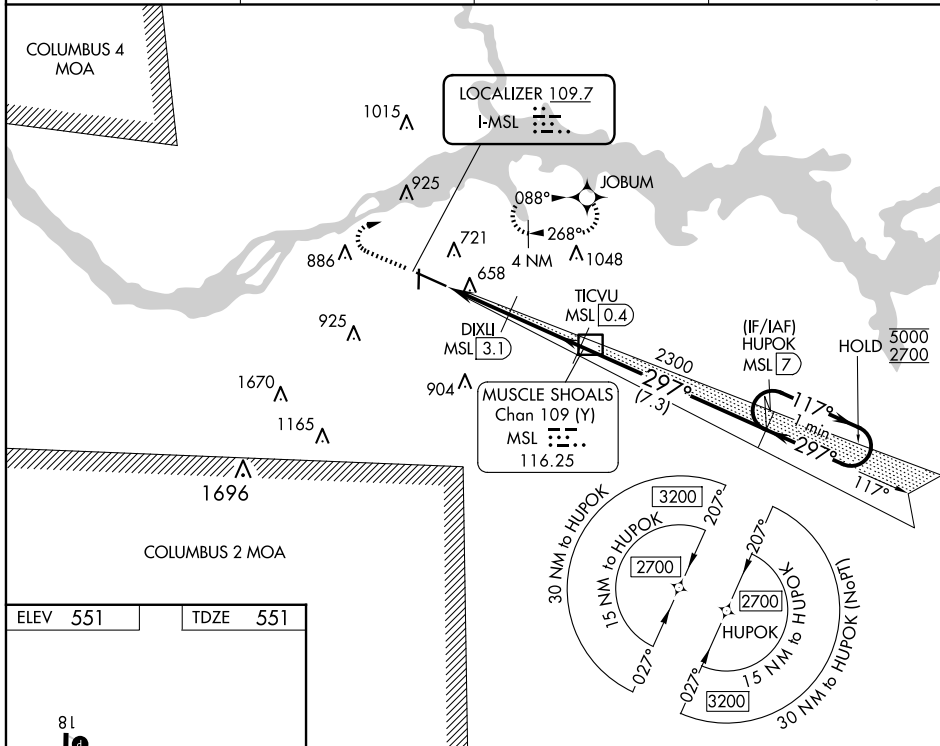 COLUMBUS 4
MOA
LOCALIZER 109.7
I-MSL
1015
925
JOBUM
088°
268°
4 NM
721
886
1048
658
TICVU
MSL 0.4
DIXLI
MSL 3.1
925
(IF/IAF)
HUPOK
MSL 7
HOLD
5000
2700
2300
297°
(7.3)
904
1670
1165
MUSCLE SHOALS
Chan 109 (Y)
MSL
116.25
117°
1 min
297°
117°
1696
COLUMBUS 2 MOA
30 NM to HUPOK
3200
207°
15 NM to HUPOK
2700
027°
207°
2700
HUPOK
15 NM to HUPOK
30 NM to HUPOK (NoPT)
027°
3200
ELEV 551
TDZE 551
18
P